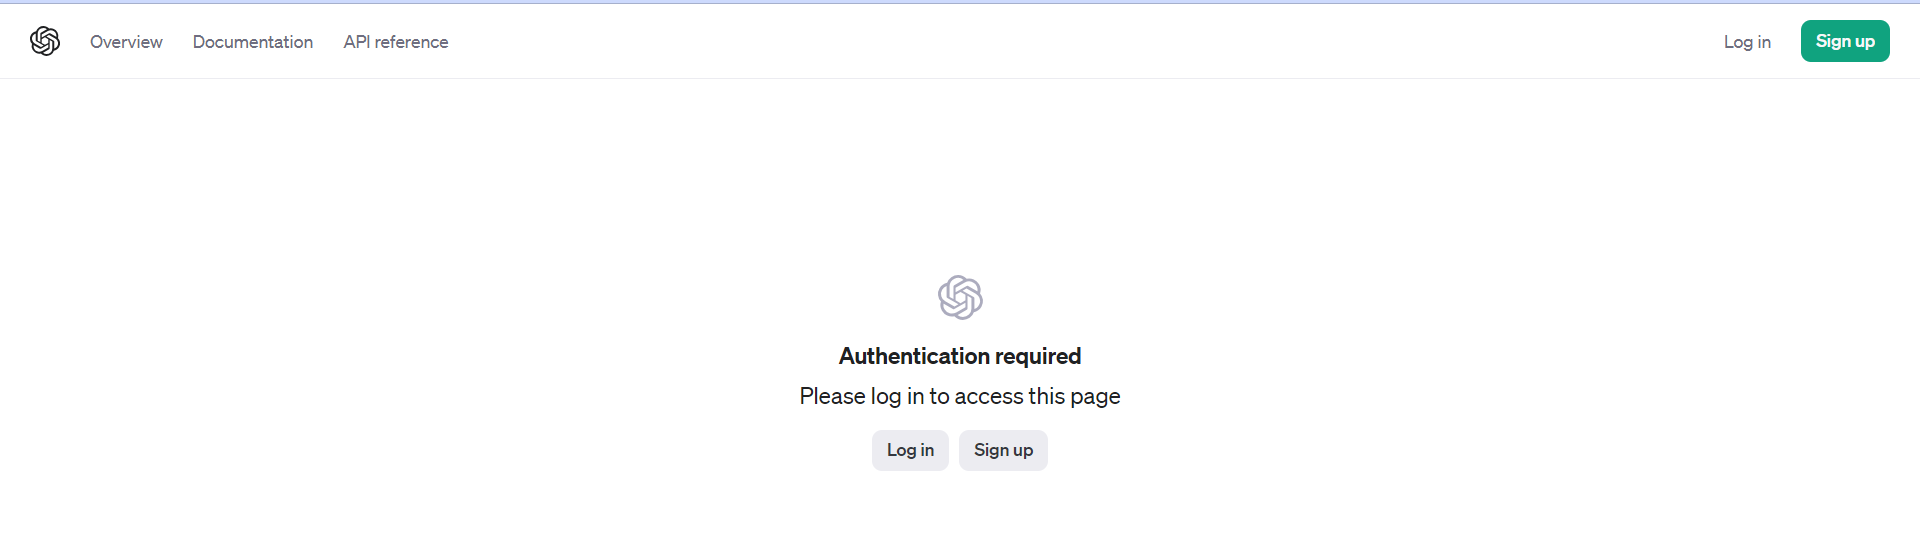 Overview Documentation API reference Log in Sign up
Authentication required
Please log in to access this page
Log in Sign up